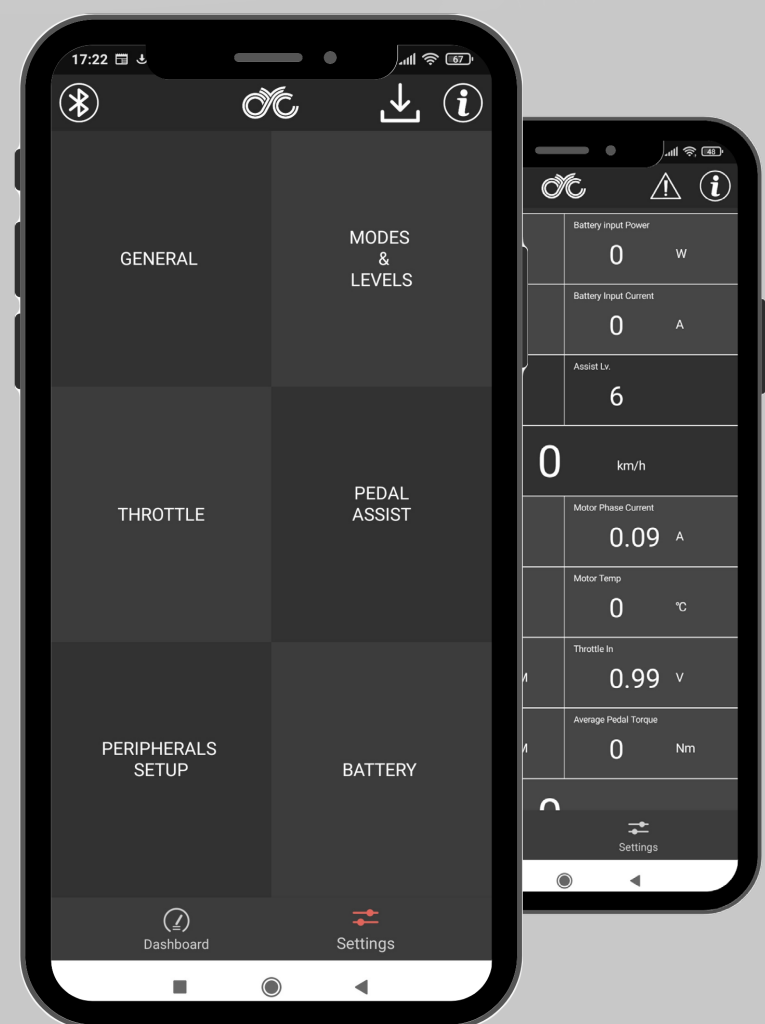 17:22
67
GENERAL
MODES
&
LEVELS
THROTTLE
PEDAL
ASSIST
PERIPHERALS
SETUP
BATTERY
Dashboard
Settings
48
Battery input Power
0 W
Battery Input Current
0 A
Assist Lv.
6
0 km/h
Motor Phase Current
0.09 A
Motor Temp
0 °C
Throttle In
0.99 V
Average Pedal Torque
0 Nm
Settings